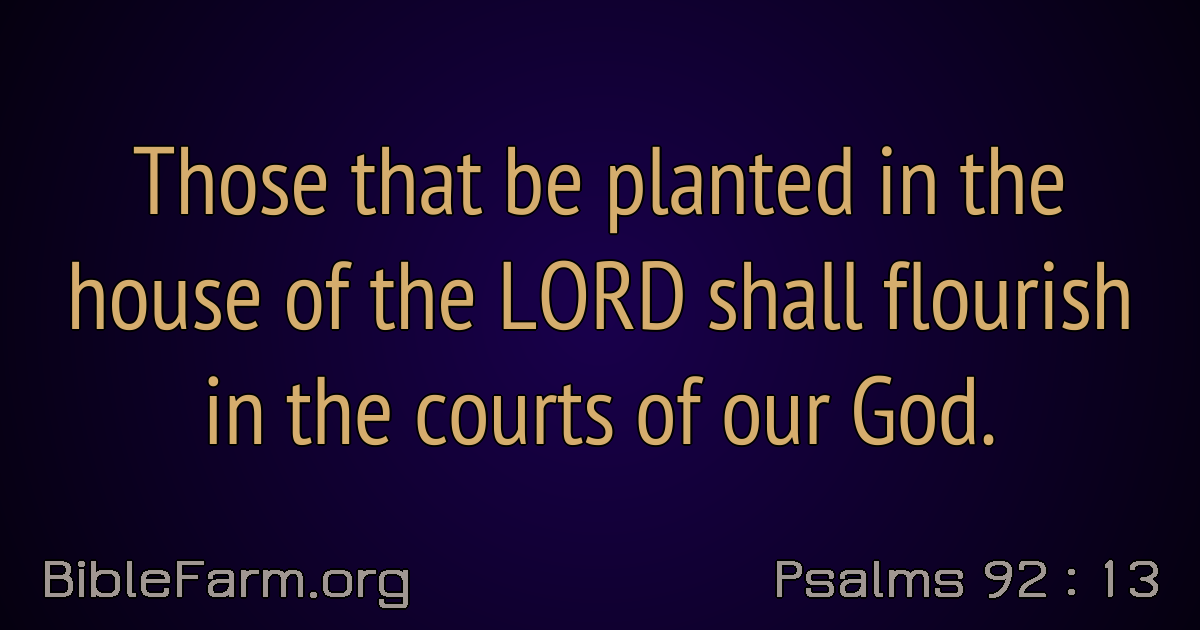 Those that be planted in the
house of the LORD shall flourish
in the courts of our God.
BibleFarm.org
Psalms 92 : 13